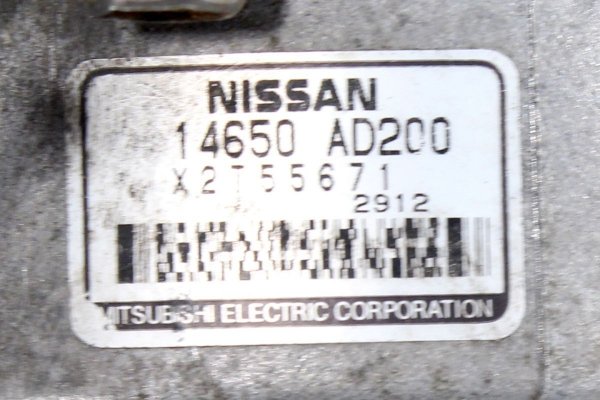 NISSAN
14650 AD200
X2T55671
2912
MITSUBISHI ELECTRIC CORPORATION